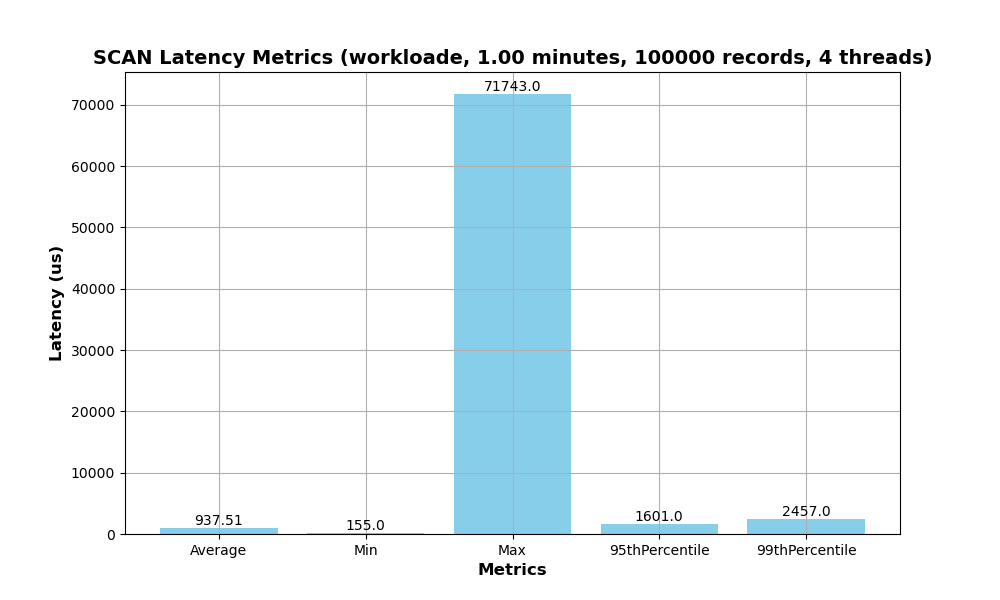 SCAN Latency Metrics (workloade, 1.00 minutes, 100000 records, 4 threads)
71743.0
70000
60000
50000
Latency (us)
40000
30000
20000
10000
937.51
155.0
1601.0
2457.0
0
Average
Min
Max
95thPercentile
99thPercentile
Metrics